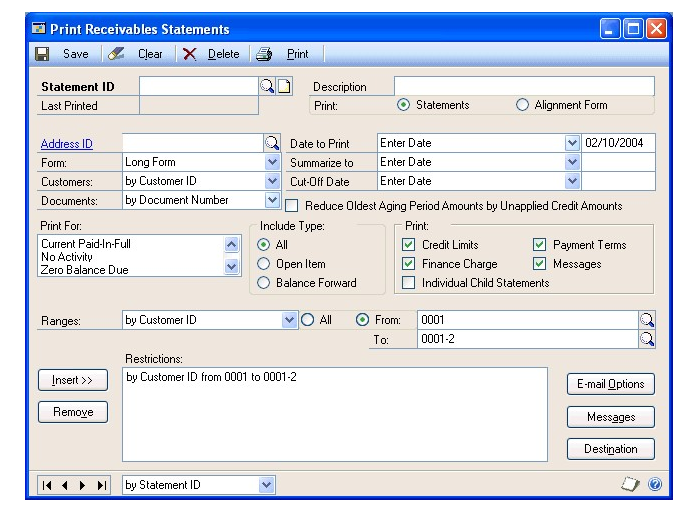 Print Receivables Statements
Save Clear Delete Print
Statement ID Description
Last Printed Print: Statements Alignment Form
Address ID Date to Print Enter Date 02/10/2004
Form: Long Form Summarize to Enter Date
Customers: by Customer ID Cut-Off Date Enter Date
Documents: by Document Number Reduce Oldest Aging Period Amounts by Unapplied Credit Amounts
Print For: Include Type: Print:
Current Paid-In-Full All Credit Limits Payment Terms
No Activity Open Item Finance Charge Messages
Zero Balance Due Balance Forward Individual Child Statements
Ranges: by Customer ID All From: 0001
To: 0001-2
Restrictions:
Insert >> by Customer ID from 0001 to 0001-2 E-mail Options
Remove Messages
Destination
by Statement ID